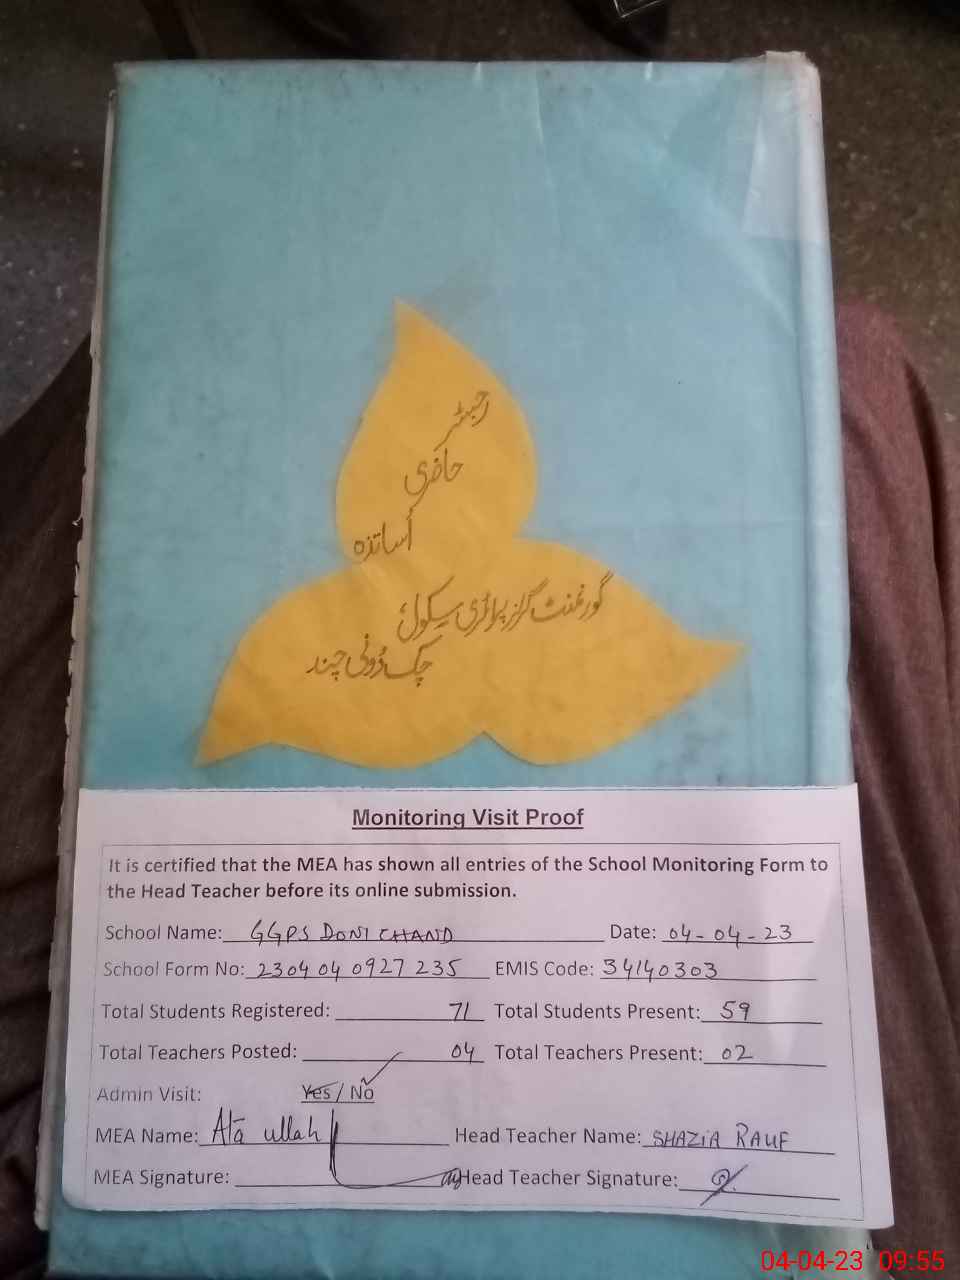 رجسٹر
حاضری
اُساتذہ
گورنمنٹ گرلز پرائمری سکول
چک دُونی چند
Monitoring Visit Proof
It is certified that the MEA has shown all entries of the School Monitoring Form to
the Head Teacher before its online submission.
School Name: GGPS DONI CHAND Date: 04-04-23
School Form No: 2304 04 0927 235 EMIS Code: 34140303
Total Students Registered: 71 Total Students Present: 59
Total Teachers Posted: 04 Total Teachers Present: 02
Admin Visit: Yes / No
MEA Name: Ata ullah Head Teacher Name: SHAZIA RAUF
MEA Signature: Head Teacher Signature:
04-04-23 09:55